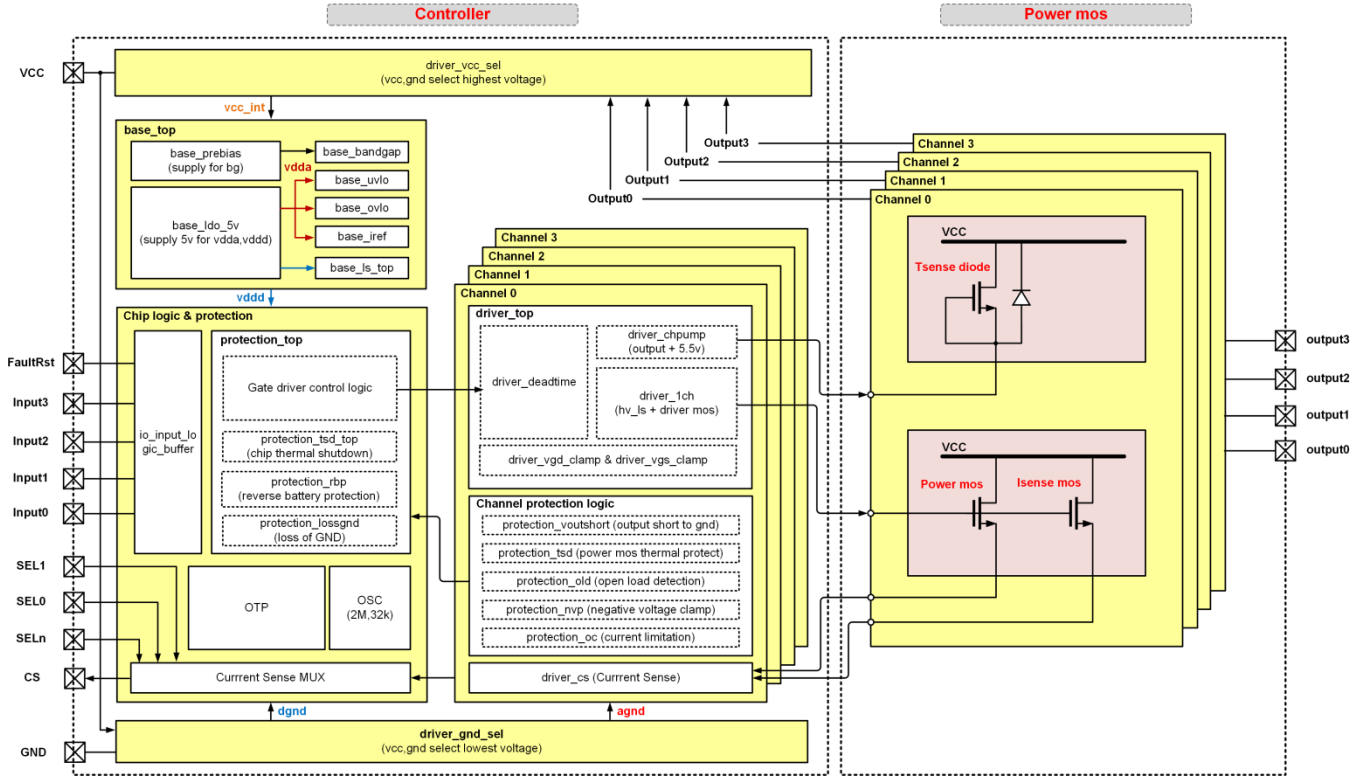 Controller
Power mos
VCC
driver_vcc_sel
(vcc,gnd select highest voltage)
vcc_int
base_top
base_prebias
(supply for bg)
base_bandgap
vdda
base_uvlo
base_ldo_5v
(supply 5v for vdda,vddd)
base_ovlo
base_iref
base_ls_top
vddd
Output3
Output2
Output1
Output0
Channel 3
Channel 2
Channel 1
Channel 0
VCC
Tsense diode
VCC
Power mos
Isense mos
output3
output2
output1
output0
Channel 3
Channel 2
Channel 1
Channel 0
driver_top
driver_deadtime
driver_chpump
(output + 5.5v)
driver_1ch
(hv_ls + driver mos)
driver_vgd_clamp & driver_vgs_clamp
Channel protection logic
protection_voutshort (output short to gnd)
protection_tsd (power mos thermal protect)
protection_old (open load detection)
protection_nvp (negative voltage clamp)
protection_oc (current limitation)
driver_cs (Currrent Sense)
Chip logic & protection
protection_top
Gate driver control logic
protection_tsd_top
(chip thermal shutdown)
protection_rbp
(reverse battery protection)
protection_lossgnd
(loss of GND)
io_input_lo
gic_buffer
OTP
OSC
(2M,32k)
Currrent Sense MUX
FaultRst
Input3
Input2
Input1
Input0
SEL1
SEL0
SELn
CS
dgnd
agnd
GND
driver_gnd_sel
(vcc,gnd select lowest voltage)